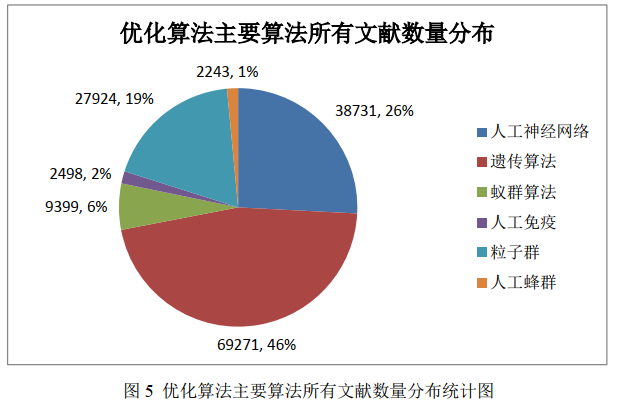 优化算法主要算法所有文献数量分布
2243, 1%
27924, 19%
38731, 26%
2498, 2%
9399, 6%
69271, 46%
人工神经网络
遗传算法
蚁群算法
人工免疫
粒子群
人工蜂群
图 5 优化算法主要算法所有文献数量分布统计图